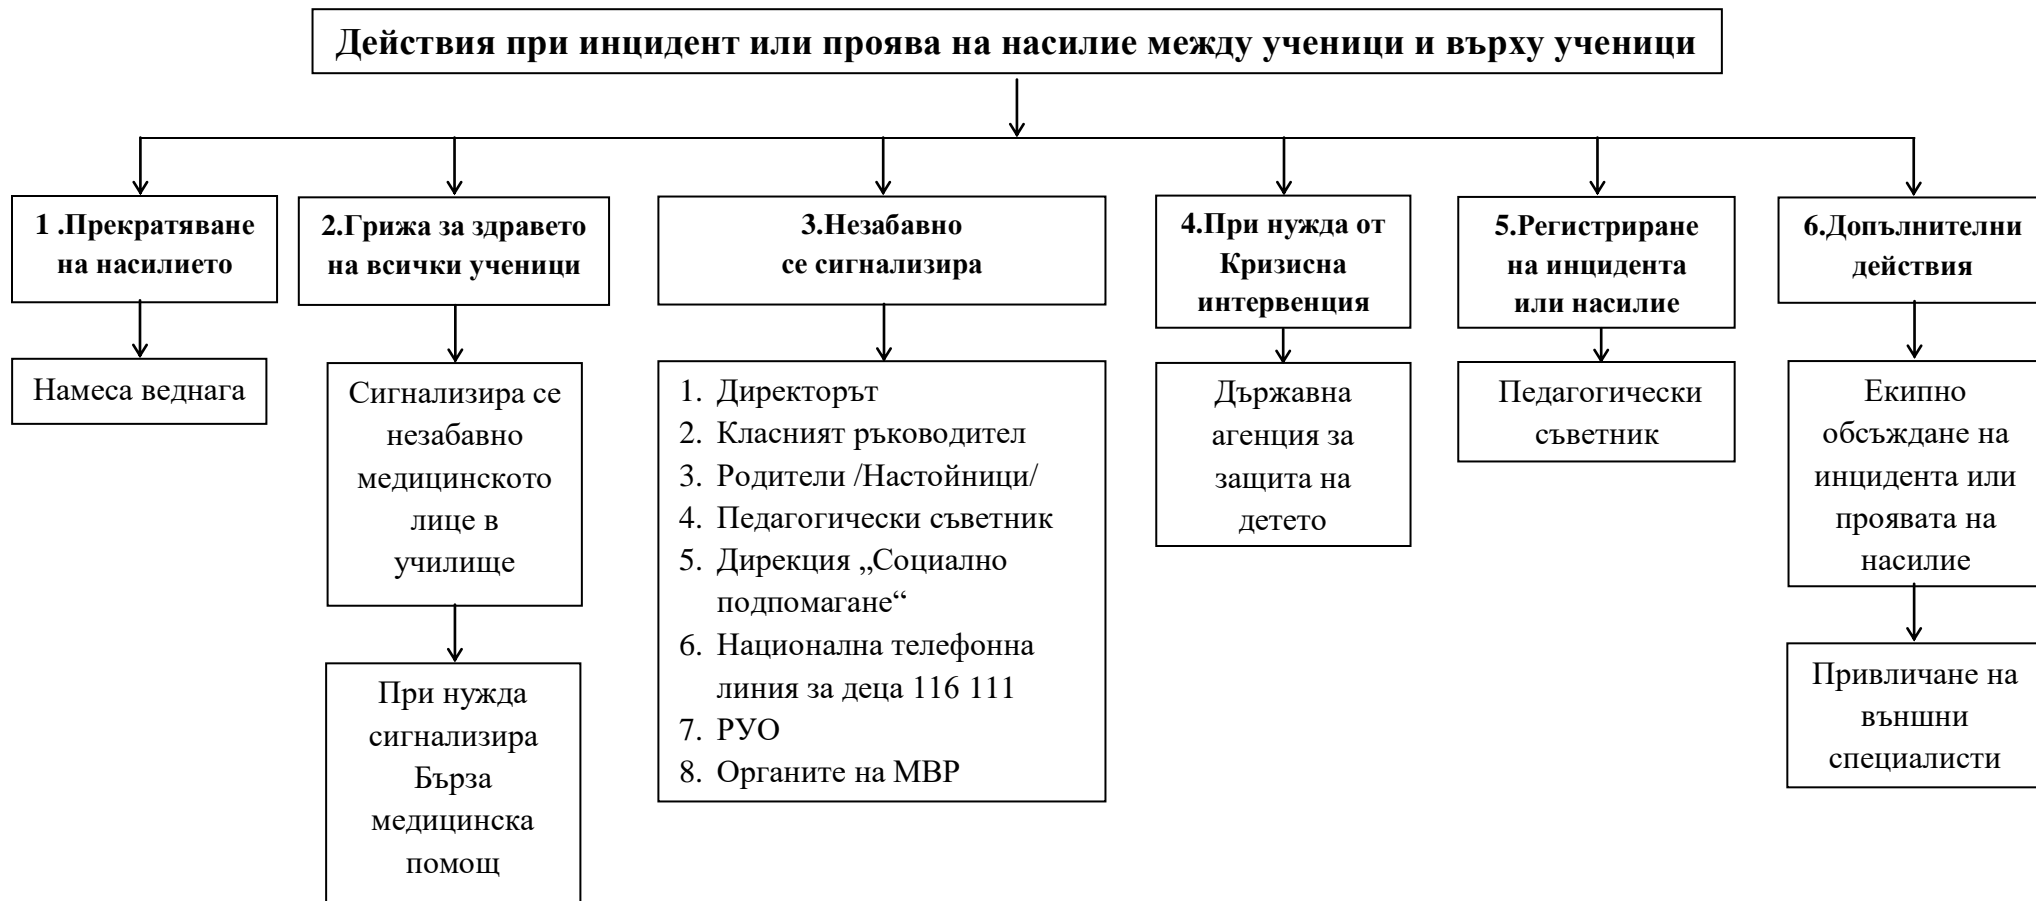 Действия при инцидент или проява на насилие между ученици и върху ученици
1 .Прекратяване
на насилието
Намеса веднага
2.Грижа за здравето
на всички ученици
Сигнализира се
незабавно
медицинското
лице в
училище
При нужда
сигнализира
Бърза
медицинска
помощ
3.Незабавно
се сигнализира
1. Директорът
2. Класният ръководител
3. Родители /Настойници/
4. Педагогически съветник
5. Дирекция „Социално
подпомагане“
6. Национална телефонна
линия за деца 116 111
7. РУО
8. Органите на МВР
4.При нужда от
Кризисна
интервенция
Държавна
агенция за
защита на
детето
5.Регистриране
на инцидента
или насилие
Педагогически
съветник
6.Допълнителни
действия
Екипно
обсъждане на
инцидента или
проявата на
насилие
Привличане на
външни
специалисти